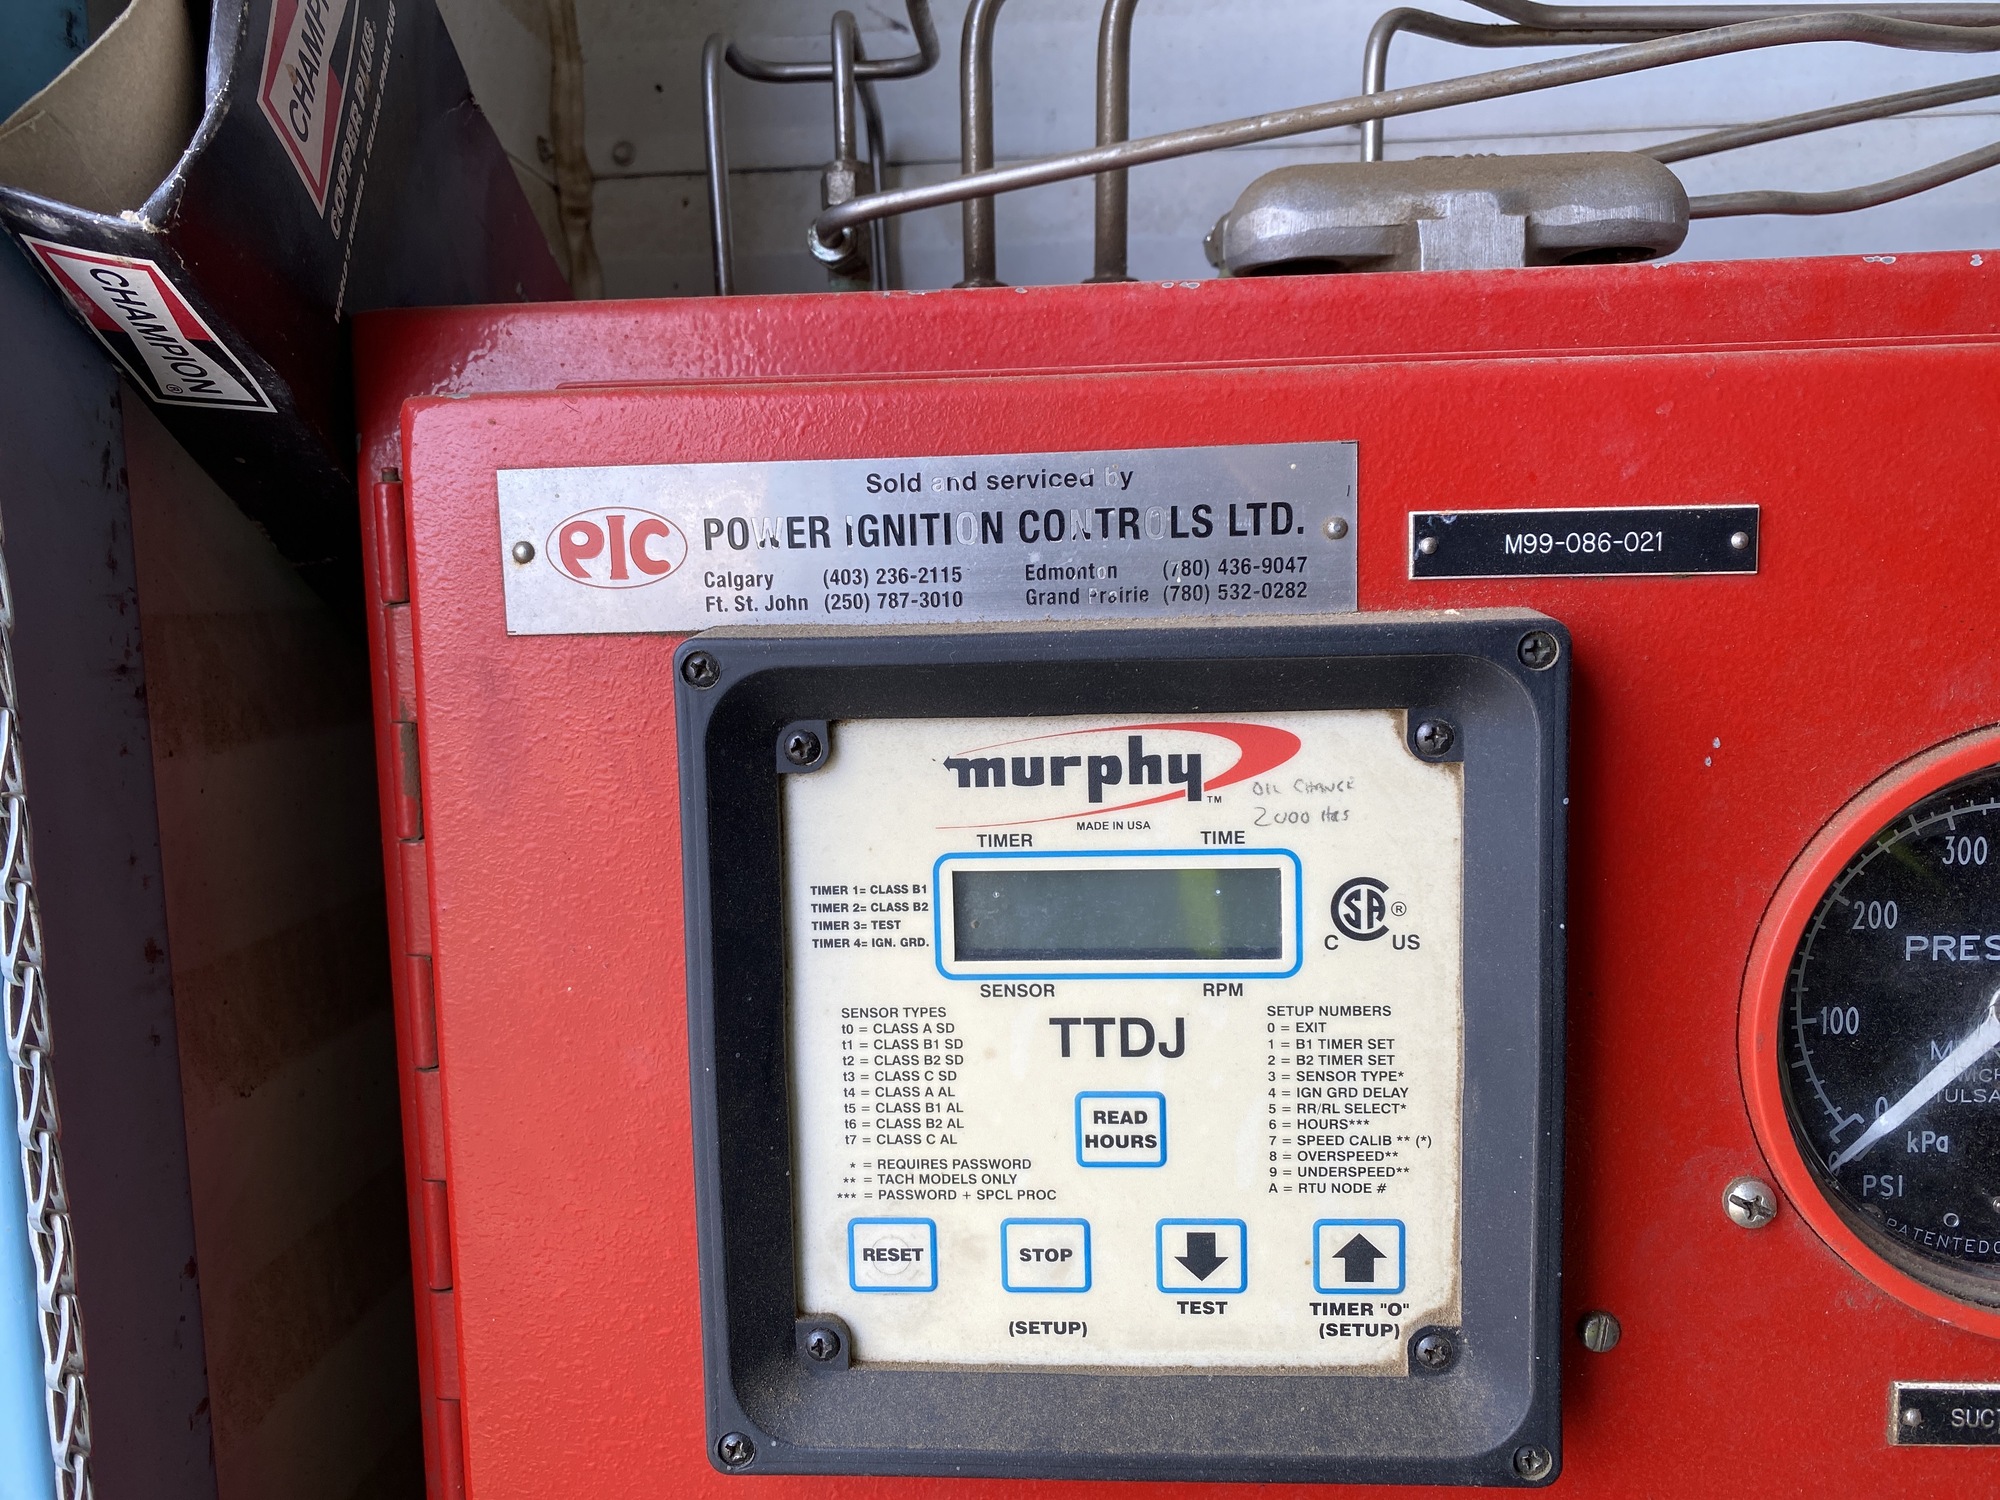 CHAMPION
COPPER PLUS
CHAMPION
Sold and serviced by
PIC POWER IGNITION CONTROLS LTD.
Calgary (403) 236-2115 Edmonton (780) 436-9047
Ft. St. John (250) 787-3010 Grand Prairie (780) 532-0282
M99-086-021
murphy™
OIL CHANGE
2000 HRS
MADE IN USA
TIMER TIME
TIMER 1= CLASS B1
TIMER 2= CLASS B2
TIMER 3= TEST
TIMER 4= IGN. GRD.
CSA ®
C US
SENSOR RPM
TTDJ
SENSOR TYPES
t0 = CLASS A SD
t1 = CLASS B1 SD
t2 = CLASS B2 SD
t3 = CLASS C SD
t4 = CLASS A AL
t5 = CLASS B1 AL
t6 = CLASS B2 AL
t7 = CLASS C AL
* = REQUIRES PASSWORD
** = TACH MODELS ONLY
*** = PASSWORD + SPCL PROC
SETUP NUMBERS
0 = EXIT
1 = B1 TIMER SET
2 = B2 TIMER SET
3 = SENSOR TYPE*
4 = IGN GRD DELAY
5 = RR/RL SELECT*
6 = HOURS***
7 = SPEED CALIB ** (*)
8 = OVERSPEED**
9 = UNDERSPEED**
A = RTU NODE #
READ
HOURS
RESET
STOP
(SETUP)
TEST
TIMER "O"
(SETUP)
300
200
PRES
100
0
kPa
PSI
0
PATENTED
SUCT